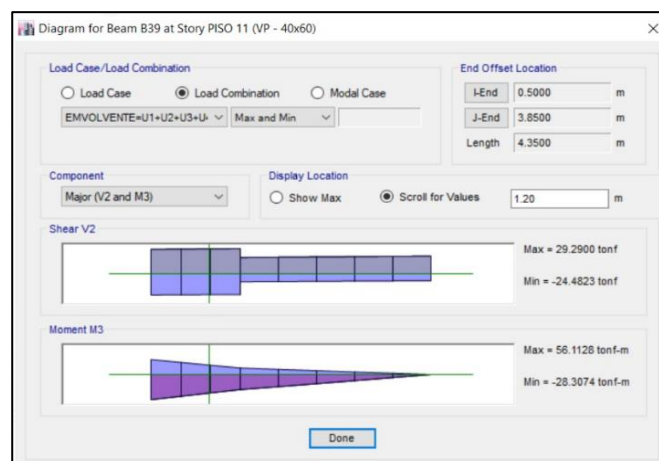 Diagram for Beam B39 at Story PISO 11 (VP - 40x60)
Load Case/Load Combination
Load Case
Load Combination
Modal Case
EMVOLVENTE=U1+U2+U3+U4
Max and Min
End Offset Location
I-End 0.5000 m
J-End 3.8500 m
Length 4.3500 m
Component
Major (V2 and M3)
Display Location
Show Max
Scroll for Values
1.20 m
Shear V2
Max = 29.2900 tonf
Min = -24.4823 tonf
Moment M3
Max = 56.1128 tonf-m
Min = -28.3074 tonf-m
Done